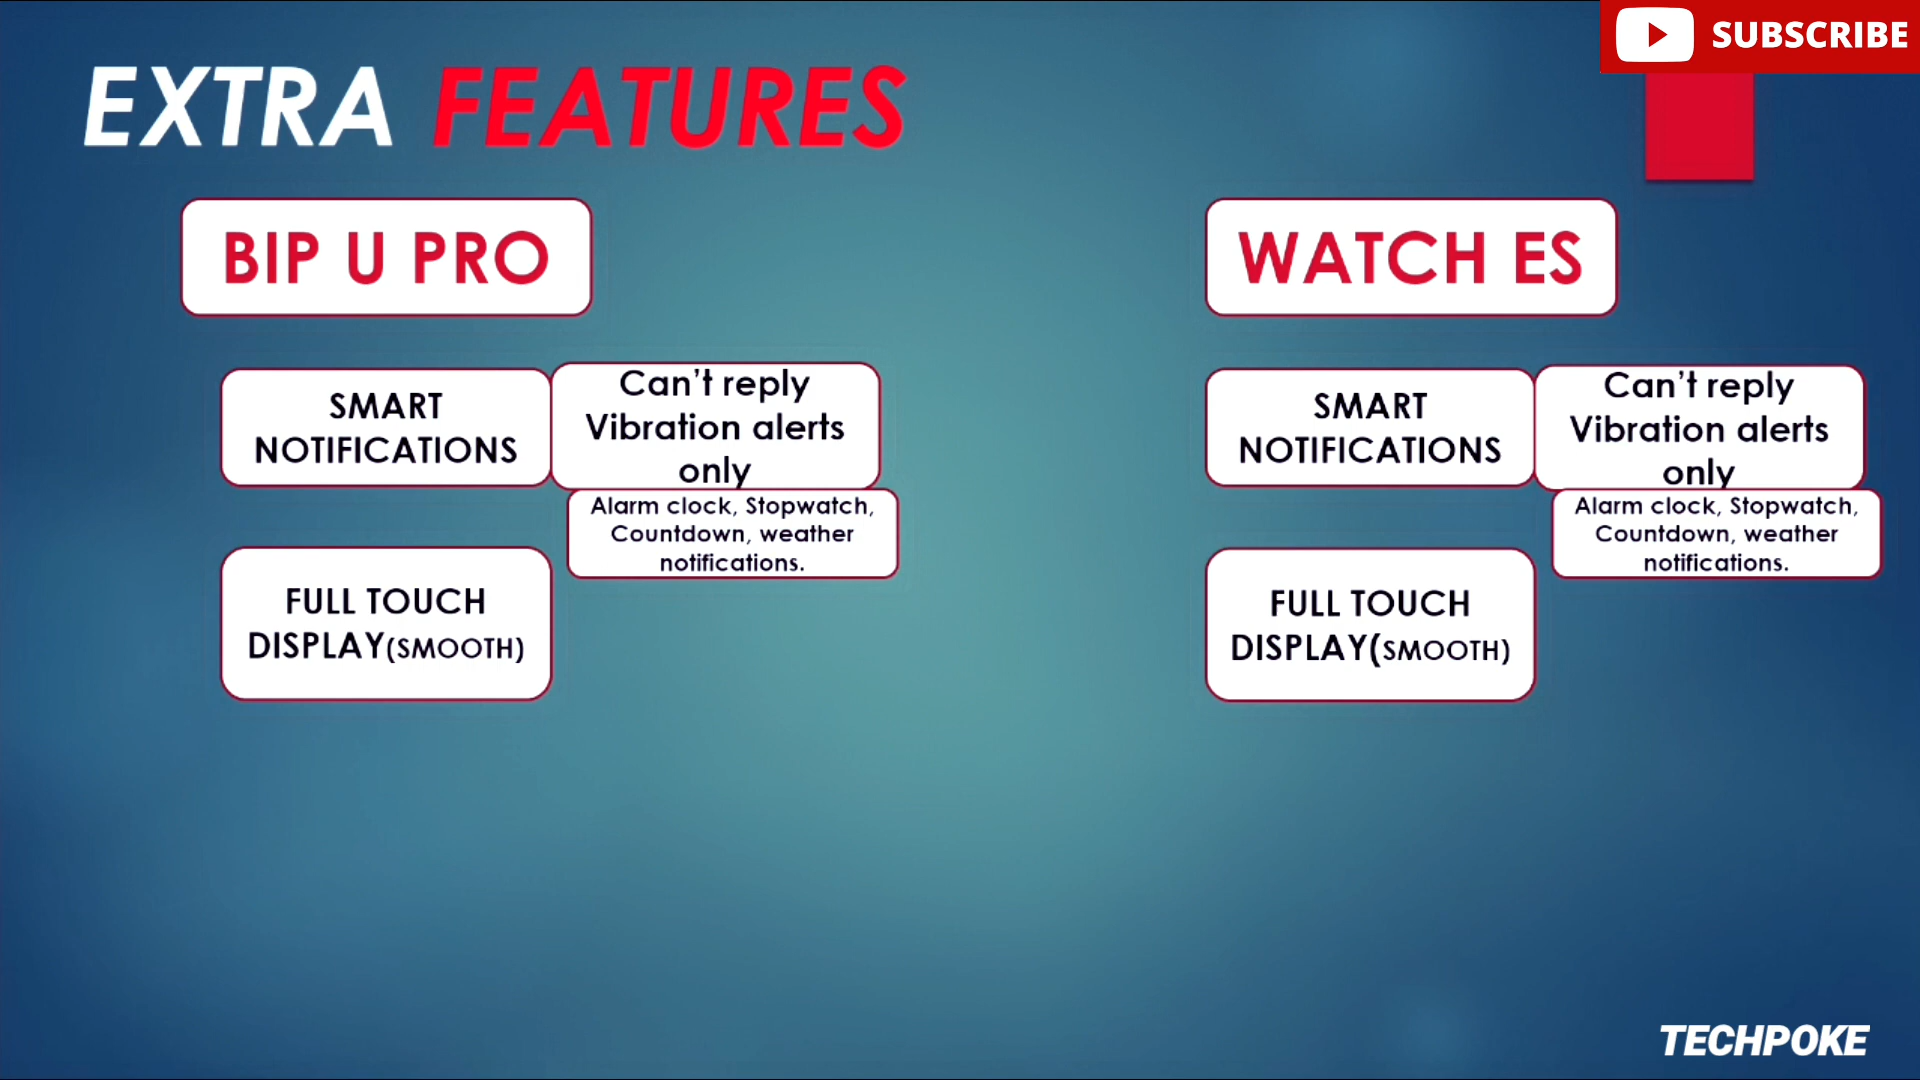 SUBSCRIBE
EXTRA FEATURES
BIP U PRO
SMART
NOTIFICATIONS
Can't reply
Vibration alerts
only
Alarm clock, Stopwatch,
Countdown, weather
notifications.
FULL TOUCH
DISPLAY(SMOOTH)
WATCH ES
SMART
NOTIFICATIONS
Can't reply
Vibration alerts
only
Alarm clock, Stopwatch,
Countdown, weather
notifications.
FULL TOUCH
DISPLAY(SMOOTH)
TECHPOKE